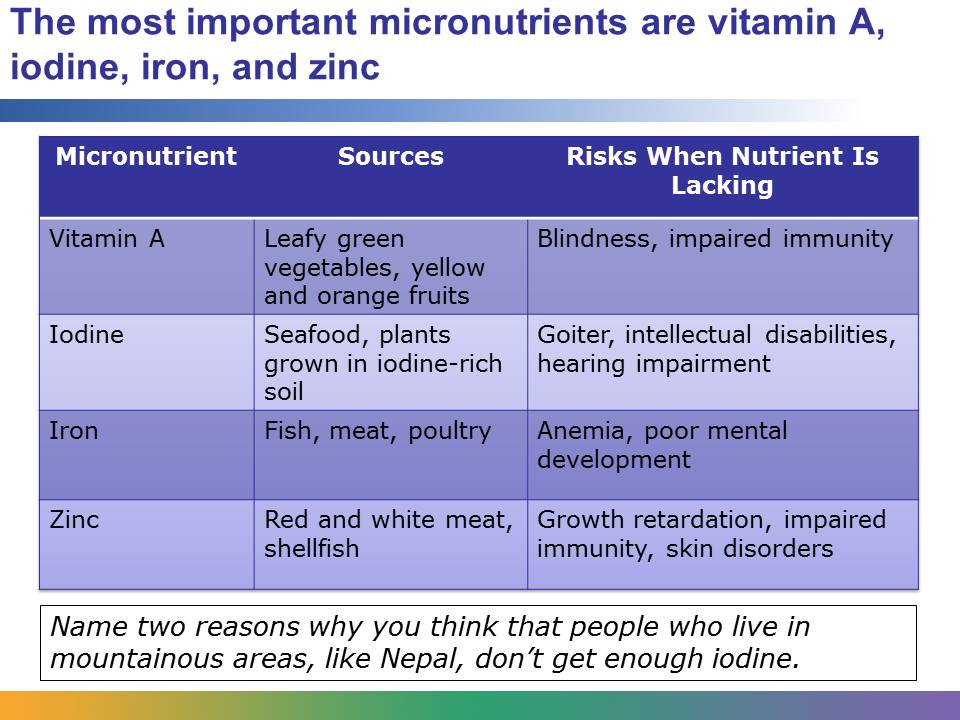 The most important micronutrients are vitamin A,
iodine, iron, and zinc
Micronutrient
Sources
Risks When Nutrient Is
Lacking
Vitamin A
Leafy green
vegetables, yellow
and orange fruits
Blindness, impaired immunity
Iodine
Seafood, plants
grown in iodine-rich
soil
Goiter, intellectual disabilities,
hearing impairment
Iron
Fish, meat, poultry
Anemia, poor mental
development
Zinc
Red and white meat,
shellfish
Growth retardation, impaired
immunity, skin disorders
Name two reasons why you think that people who live in
mountainous areas, like Nepal, don’t get enough iodine.